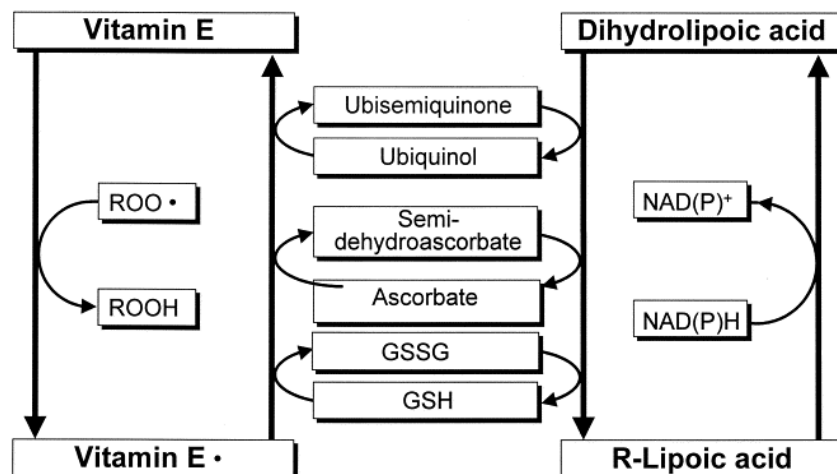 Vitamin E
Dihydrolipoic acid
Ubisemiquinone
Ubiquinol
ROO •
NAD(P)⁺
Semi-
dehydroascorbate
Ascorbate
ROOH
NAD(P)H
GSSG
GSH
Vitamin E •
R-Lipoic acid